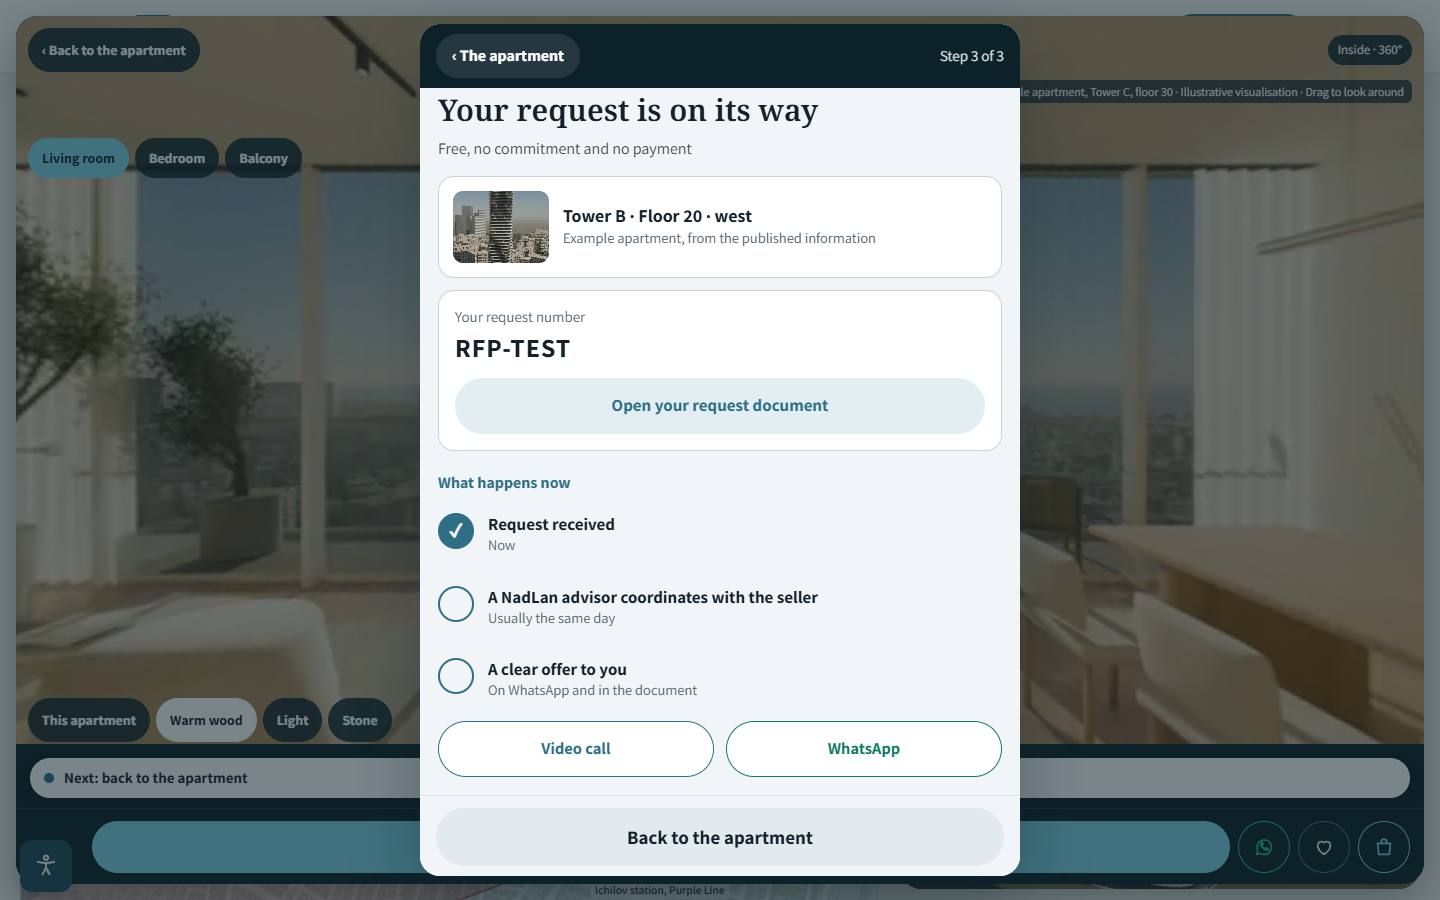 ‹ Back to the apartment
‹ The apartment
Step 3 of 3
Inside · 360°
le apartment, Tower C, floor 30 · Illustrative visualisation · Drag to look around
Your request is on its way
Free, no commitment and no payment
Living room
Bedroom
Balcony
Tower B · Floor 20 · west
Example apartment, from the published information
Your request number
RFP-TEST
Open your request document
What happens now
Request received
Now
A NadLan advisor coordinates with the seller
Usually the same day
A clear offer to you
On WhatsApp and in the document
This apartment
Warm wood
Light
Stone
Video call
WhatsApp
Next: back to the apartment
Back to the apartment
Ichilov station, Purple Line